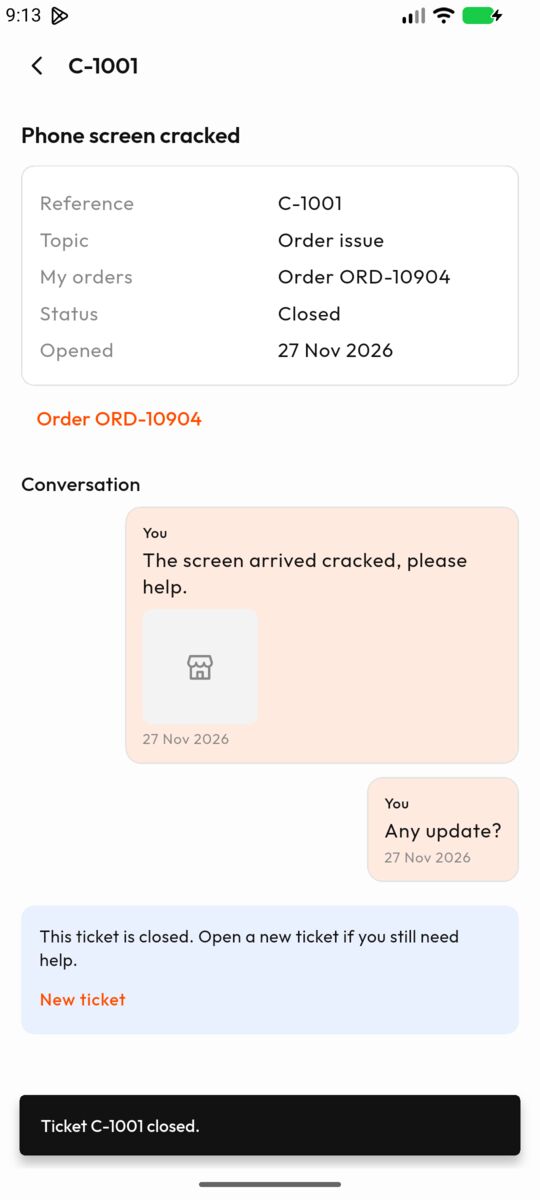 9:13
C-1001
Phone screen cracked
Reference C-1001
Topic Order issue
My orders Order ORD-10904
Status Closed
Opened 27 Nov 2026
Order ORD-10904
Conversation
You
The screen arrived cracked, please
help.
27 Nov 2026
You
Any update?
27 Nov 2026
This ticket is closed. Open a new ticket if you still need
help.
New ticket
Ticket C-1001 closed.